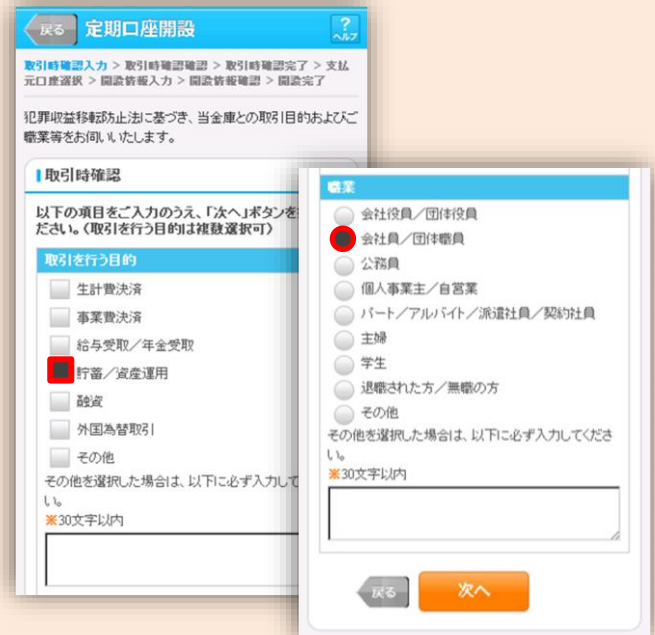 戻る
定期口座開設
?
ヘルプ
取引時確認入力 > 取引時確認確認 > 取引時確認完了 > 支払
元口座選択 > 開設情報入力 > 開設情報確認 > 開設完了
犯罪収益移転防止法に基づき、当金庫との取引目的およびご
職業等をお伺いいたします。
取引時確認
以下の項目をご入力のうえ、「次へ」ボタンを
ださい。(取引を行う目的は複数選択可)
取引を行う目的
生計費決済
事業費決済
給与受取／年金受取
貯蓄／資産運用
融資
外国為替取引
その他
その他を選択した場合は、以下に必ず入力して
い。
※30文字以内
職業
会社役員／団体役員
会社員／団体職員
公務員
個人事業主／自営業
パート／アルバイト／派遣社員／契約社員
主婦
学生
退職された方／無職の方
その他
その他を選択した場合は、以下に必ず入力してくださ
い。
※30文字以内
戻る
次へ